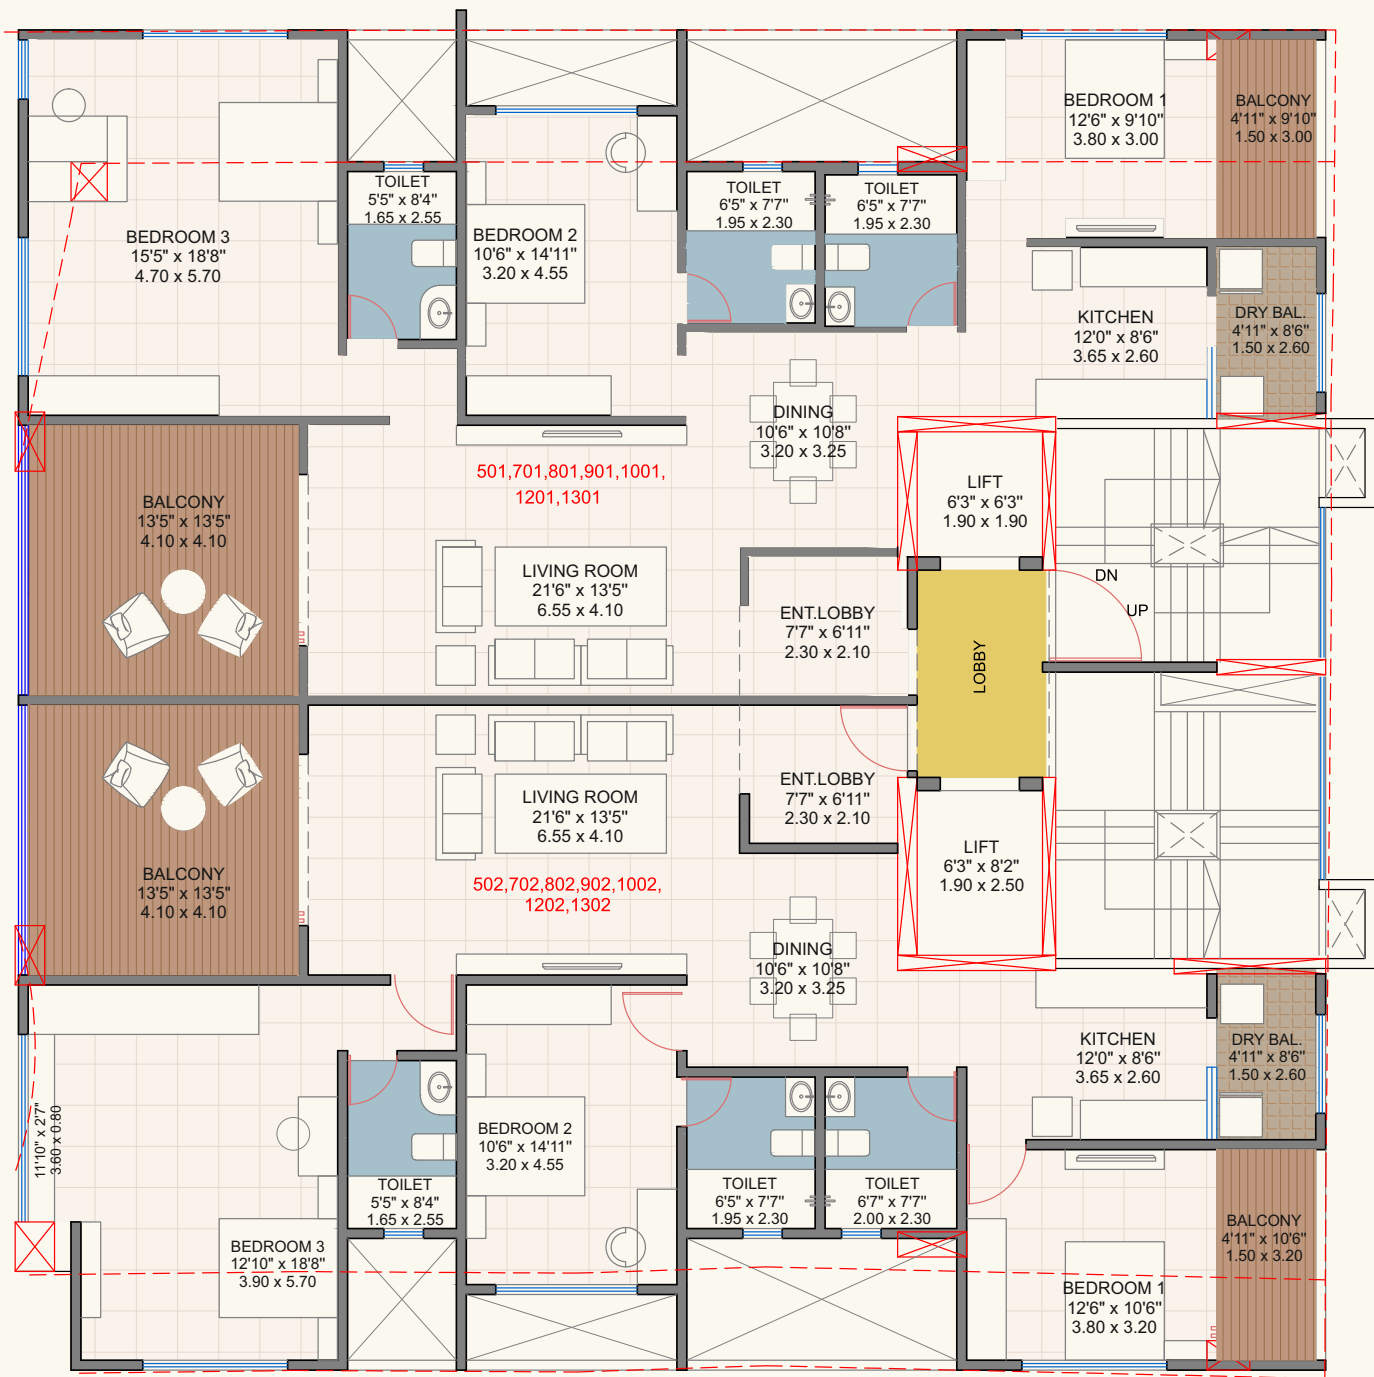 BEDROOM 1
12'6" x 9'10"
3.80 x 3.00
BALCONY
4'11" x 9'10"
1.50 x 3.00
TOILET
5'5" x 8'4"
1.65 x 2.55
TOILET
6'5" x 7'7"
1.95 x 2.30
TOILET
6'5" x 7'7"
1.95 x 2.30
BEDROOM 3
15'5" x 18'8"
4.70 x 5.70
BEDROOM 2
10'6" x 14'11"
3.20 x 4.55
KITCHEN
12'0" x 8'6"
3.65 x 2.60
DRY BAL.
4'11" x 8'6"
1.50 x 2.60
DINING
10'6" x 10'8"
3.20 x 3.25
501,701,801,901,1001,
1201,1301
LIFT
6'3" x 6'3"
1.90 x 1.90
BALCONY
13'5" x 13'5"
4.10 x 4.10
LIVING ROOM
21'6" x 13'5"
6.55 x 4.10
DN
UP
ENT.LOBBY
7'7" x 6'11"
2.30 x 2.10
LOBBY
ENT.LOBBY
7'7" x 6'11"
2.30 x 2.10
LIVING ROOM
21'6" x 13'5"
6.55 x 4.10
BALCONY
13'5" x 13'5"
4.10 x 4.10
LIFT
6'3" x 8'2"
1.90 x 2.50
502,702,802,902,1002,
1202,1302
DINING
10'6" x 10'8"
3.20 x 3.25
KITCHEN
12'0" x 8'6"
3.65 x 2.60
DRY BAL.
4'11" x 8'6"
1.50 x 2.60
11'10" x 2'7"
3.60 x 0.80
BEDROOM 2
10'6" x 14'11"
3.20 x 4.55
TOILET
5'5" x 8'4"
1.65 x 2.55
TOILET
6'5" x 7'7"
1.95 x 2.30
TOILET
6'7" x 7'7"
2.00 x 2.30
BALCONY
4'11" x 10'6"
1.50 x 3.20
BEDROOM 3
12'10" x 18'8"
3.90 x 5.70
BEDROOM 1
12'6" x 10'6"
3.80 x 3.20